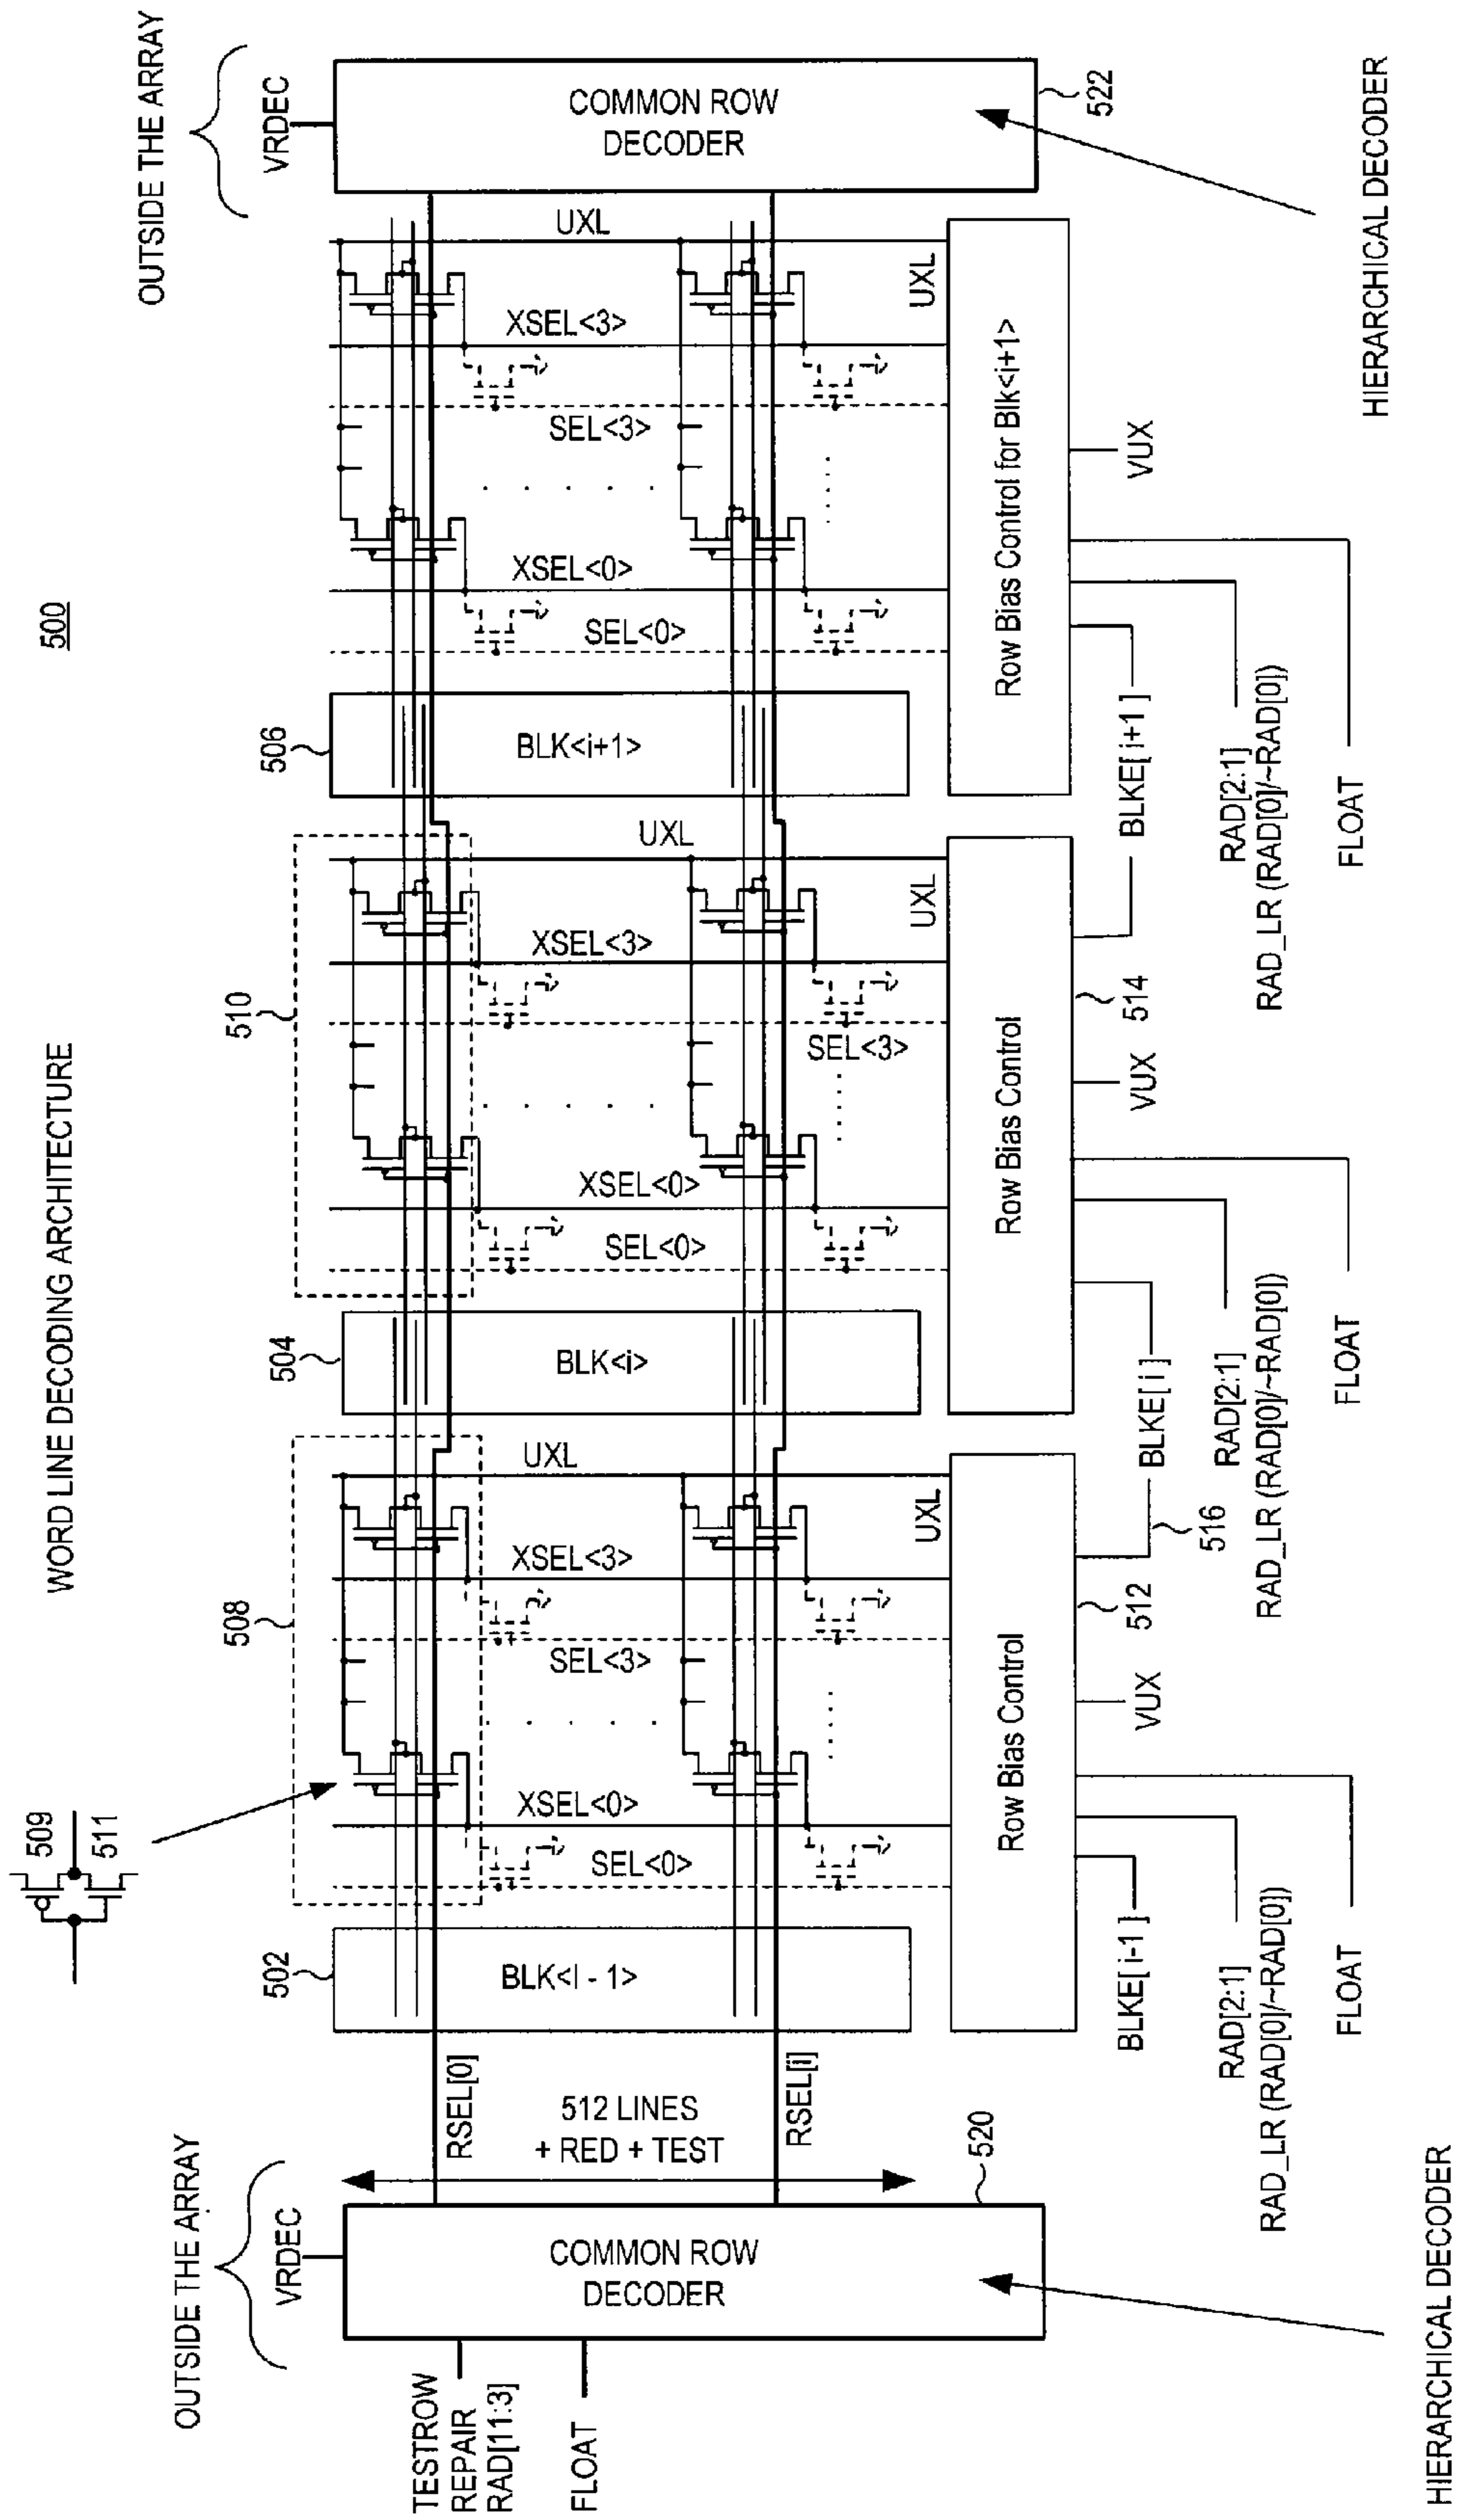 500
WORD LINE DECODING ARCHITECTURE
OUTSIDE THE ARRAY
VRDEC
COMMON ROW
DECODER
520
HIERARCHICAL DECODER
TESTROW
REPAIR
RAD[11:3]
FLOAT
RSEL[0]
512 LINES
+ RED + TEST
RSEL[i]
509
511
502
BLK<I - 1>
508
UXL
XSEL<3>
SEL<3>
XSEL<0>
SEL<0>
UXL
Row Bias Control
512
516
BLKE[ i-1 ]
RAD[2:1]
RAD_LR (RAD[0]/~RAD[0])
FLOAT
VUX
BLKE[ i ]
504
BLK<i>
510
UXL
XSEL<3>
SEL<3>
XSEL<0>
SEL<0>
UXL
Row Bias Control
514
RAD[2:1]
RAD_LR (RAD[0]/~RAD[0])
FLOAT
VUX
BLKE[ i+1 ]
506
BLK<i+1>
UXL
XSEL<3>
SEL<3>
XSEL<0>
SEL<0>
UXL
Row Bias Control for Blk<i+1>
RAD[2:1]
RAD_LR (RAD[0]/~RAD[0])
FLOAT
VUX
OUTSIDE THE ARRAY
VRDEC
COMMON ROW
DECODER
522
HIERARCHICAL DECODER